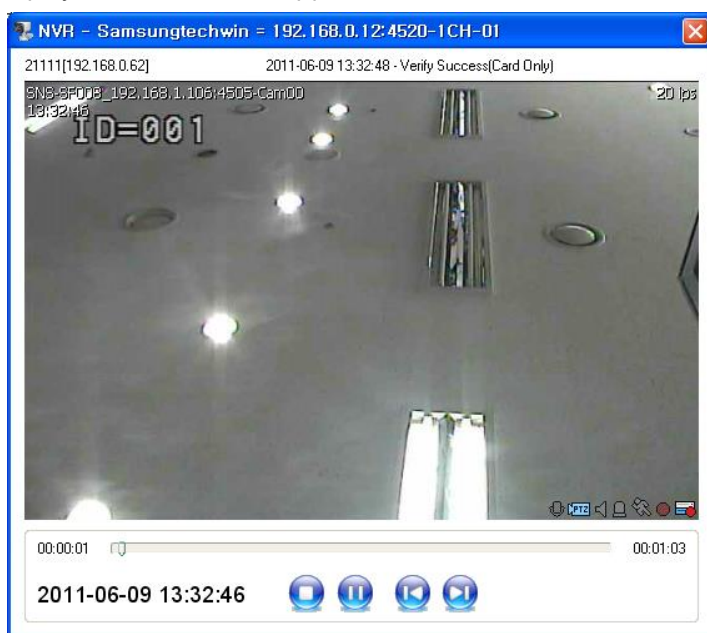 NVR - Samsungtechwin = 192.168.0.12:4520-1CH-01
21111[192.168.0.62] 2011-06-09 13:32:48 - Verify Success(Card Only)
SNS-SF003_192.168.1.106:4505-Cam00 20 ips
13:32:46
ID=001
PTZ
00:00:01 00:01:03
2011-06-09 13:32:46